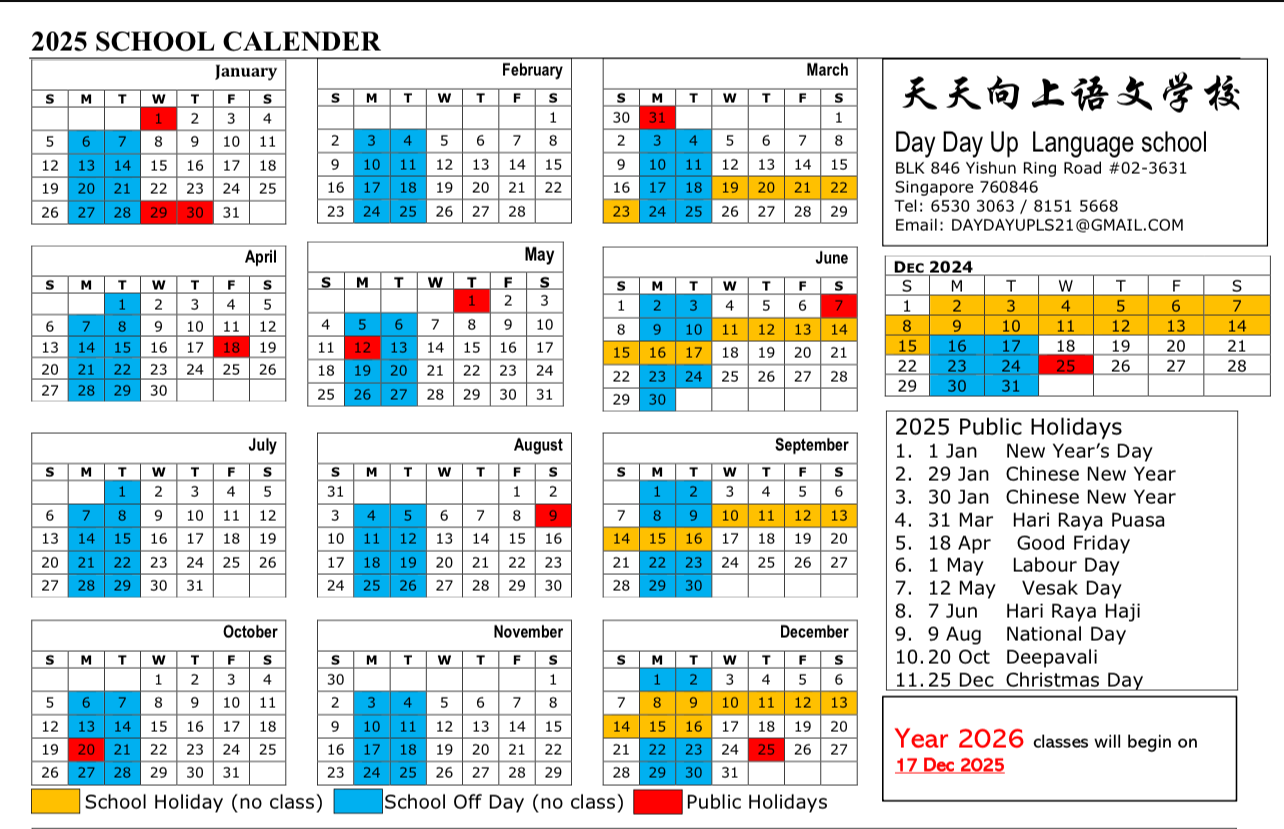 2025 SCHOOL CALENDER
January
S M T W T F S
1 2 3 4
5 6 7 8 9 10 11
12 13 14 15 16 17 18
19 20 21 22 23 24 25
26 27 28 29 30 31
February
S M T W T F S
1
2 3 4 5 6 7 8
9 10 11 12 13 14 15
16 17 18 19 20 21 22
23 24 25 26 27 28
March
S M T W T F S
30 31 1
2 3 4 5 6 7 8
9 10 11 12 13 14 15
16 17 18 19 20 21 22
23 24 25 26 27 28 29
天天向上语文学校
Day Day Up Language school
BLK 846 Yishun Ring Road #02-3631
Singapore 760846
Tel: 6530 3063 / 8151 5668
Email: DAYDAYUPLS21@GMAIL.COM
April
S M T W T F S
1 2 3 4 5
6 7 8 9 10 11 12
13 14 15 16 17 18 19
20 21 22 23 24 25 26
27 28 29 30
May
S M T W T F S
1 2 3
4 5 6 7 8 9 10
11 12 13 14 15 16 17
18 19 20 21 22 23 24
25 26 27 28 29 30 31
June
S M T W T F S
1 2 3 4 5 6 7
8 9 10 11 12 13 14
15 16 17 18 19 20 21
22 23 24 25 26 27 28
29 30
DEC 2024
S M T W T F S
1 2 3 4 5 6 7
8 9 10 11 12 13 14
15 16 17 18 19 20 21
22 23 24 25 26 27 28
29 30 31
July
S M T W T F S
1 2 3 4 5
6 7 8 9 10 11 12
13 14 15 16 17 18 19
20 21 22 23 24 25 26
27 28 29 30 31
August
S M T W T F S
31 1 2
3 4 5 6 7 8 9
10 11 12 13 14 15 16
17 18 19 20 21 22 23
24 25 26 27 28 29 30
September
S M T W T F S
1 2 3 4 5 6
7 8 9 10 11 12 13
14 15 16 17 18 19 20
21 22 23 24 25 26 27
28 29 30
2025 Public Holidays
1. 1 Jan New Year’s Day
2. 29 Jan Chinese New Year
3. 30 Jan Chinese New Year
4. 31 Mar Hari Raya Puasa
5. 18 Apr Good Friday
6. 1 May Labour Day
7. 12 May Vesak Day
8. 7 Jun Hari Raya Haji
9. 9 Aug National Day
10. 20 Oct Deepavali
11. 25 Dec Christmas Day
October
S M T W T F S
1 2 3 4
5 6 7 8 9 10 11
12 13 14 15 16 17 18
19 20 21 22 23 24 25
26 27 28 29 30 31
November
S M T W T F S
30 1
2 3 4 5 6 7 8
9 10 11 12 13 14 15
16 17 18 19 20 21 22
23 24 25 26 27 28 29
December
S M T W T F S
1 2 3 4 5 6
7 8 9 10 11 12 13
14 15 16 17 18 19 20
21 22 23 24 25 26 27
28 29 30 31
Year 2026 classes will begin on
17 Dec 2025
School Holiday (no class) School Off Day (no class) Public Holidays